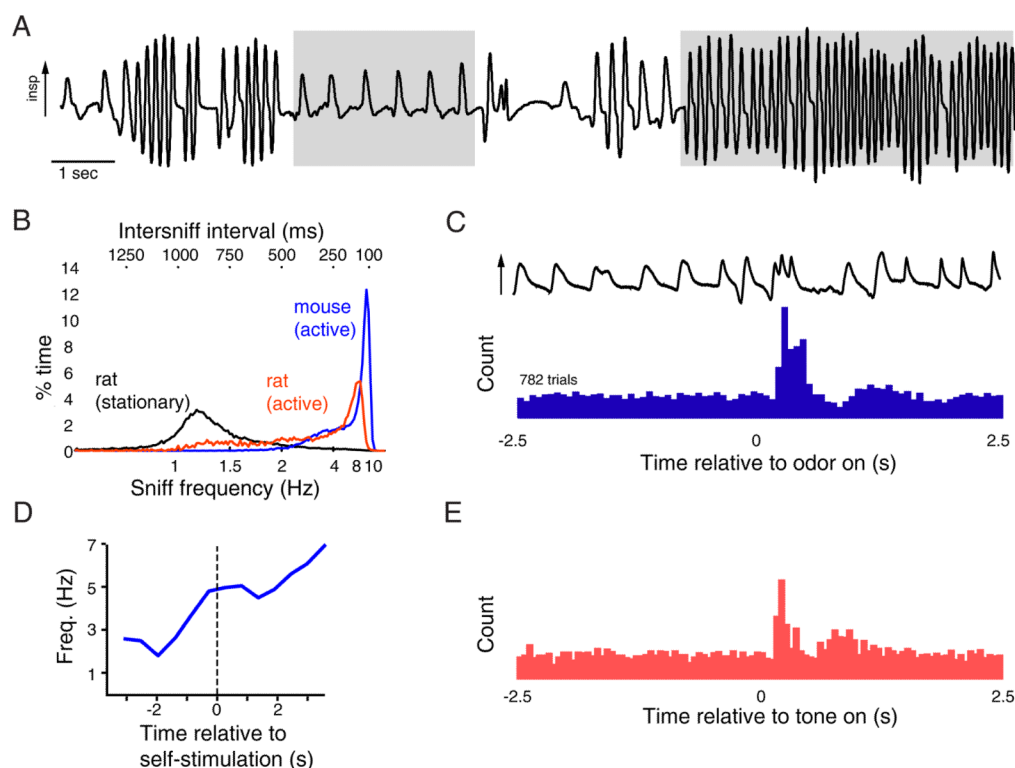 A
insp
1 sec
B
Intersniff interval (ms)
1250 1000 750 500 250 100
14
12
10
8
6
4
2
0
% time
mouse
(active)
rat
(stationary)
rat
(active)
1 1.5 2 4 8 10
Sniff frequency (Hz)
C
Count
782 trials
-2.5 0 2.5
Time relative to odor on (s)
D
7
5
3
1
Freq. (Hz)
-2 0 2
Time relative to
self-stimulation (s)
E
Count
-2.5 0 2.5
Time relative to tone on (s)